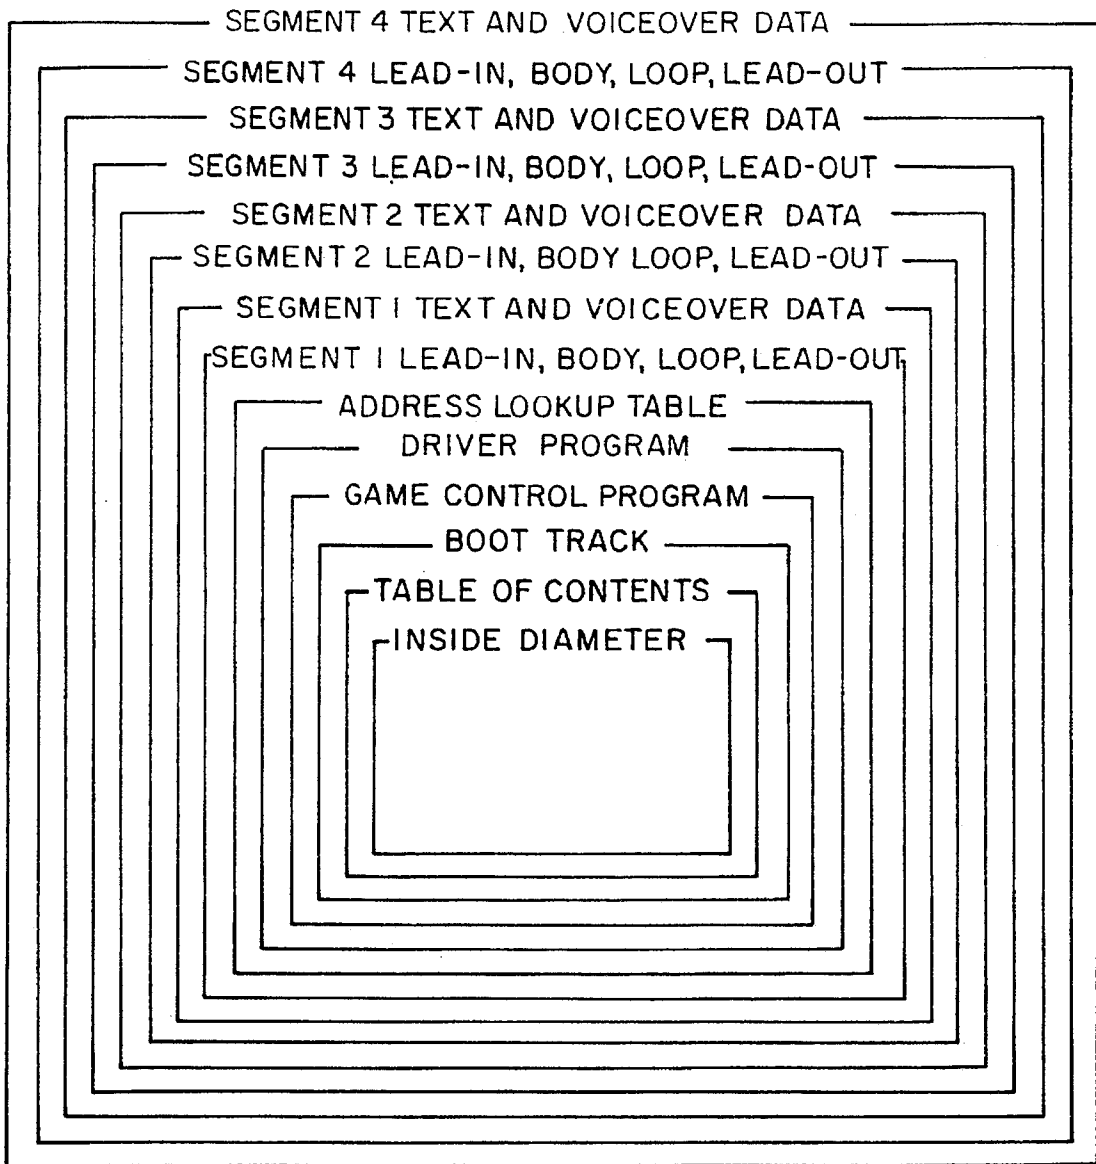 SEGMENT 4 TEXT AND VOICEOVER DATA
SEGMENT 4 LEAD-IN, BODY, LOOP, LEAD-OUT
SEGMENT 3 TEXT AND VOICEOVER DATA
SEGMENT 3 LEAD-IN, BODY, LOOP, LEAD-OUT
SEGMENT 2 TEXT AND VOICEOVER DATA
SEGMENT 2 LEAD-IN, BODY LOOP, LEAD-OUT
SEGMENT 1 TEXT AND VOICEOVER DATA
SEGMENT 1 LEAD-IN, BODY, LOOP, LEAD-OUT
ADDRESS LOOKUP TABLE
DRIVER PROGRAM
GAME CONTROL PROGRAM
BOOT TRACK
TABLE OF CONTENTS
INSIDE DIAMETER